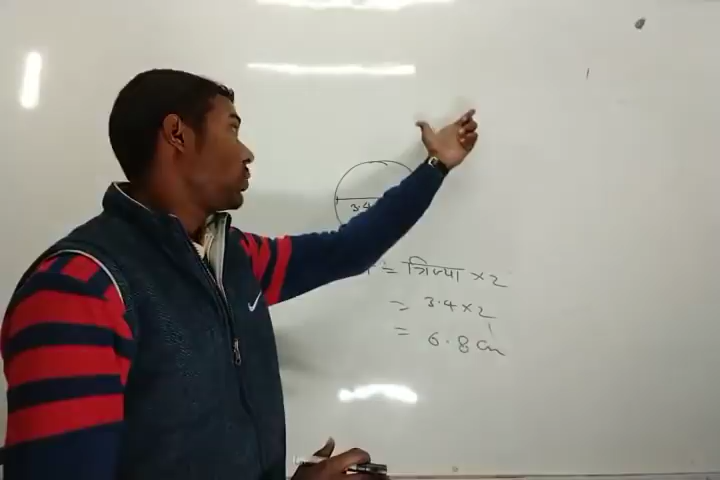 3.4
= त्रिज्या × 2
= 3.4 × 2
= 6.8 cm